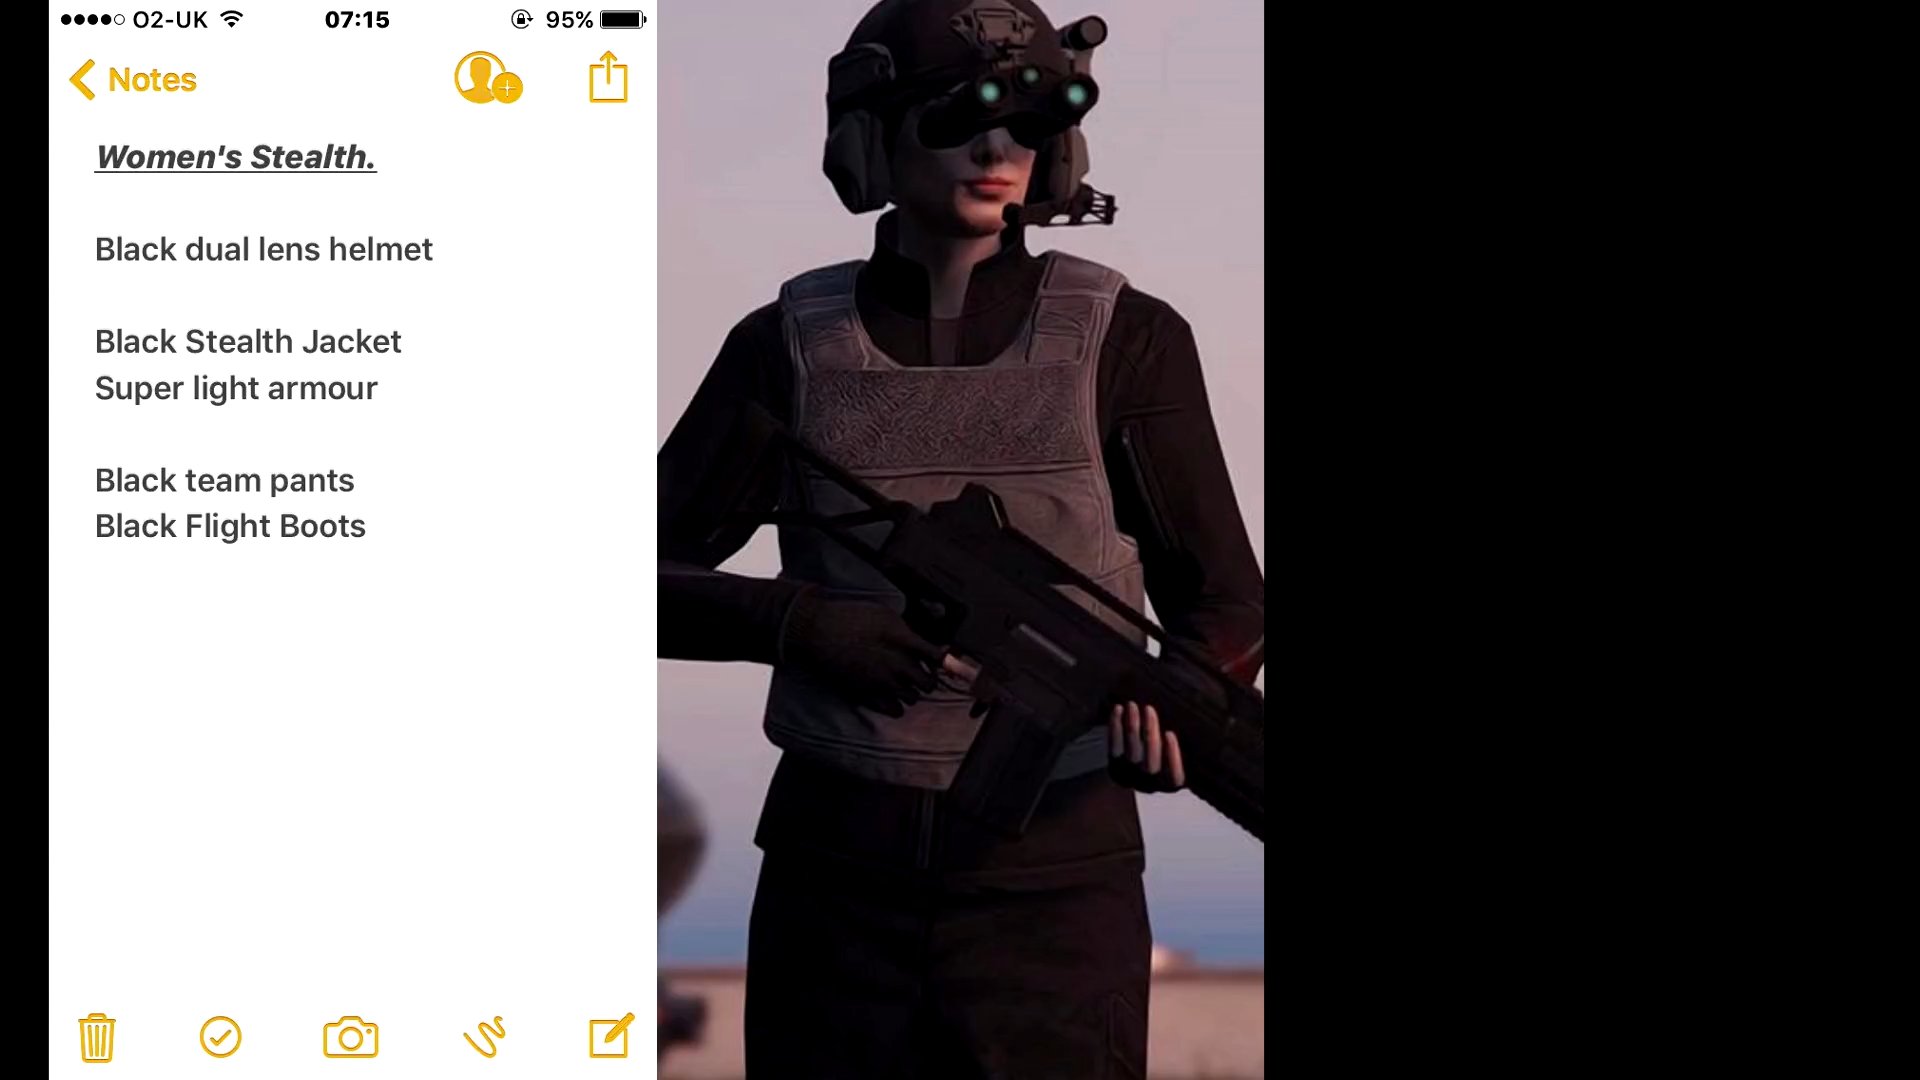 O2-UK 07:15 95%
Notes
Women's Stealth.
Black dual lens helmet
Black Stealth Jacket
Super light armour
Black team pants
Black Flight Boots